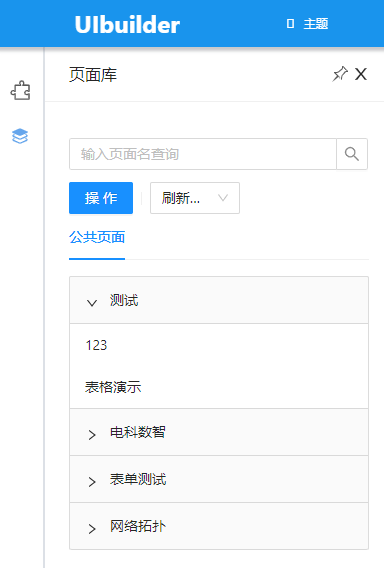 UIbuilder
主题
页面库
输入页面名查询
操 作
刷新...
公共页面
测试
123
表格演示
电科数智
表单测试
网络拓扑